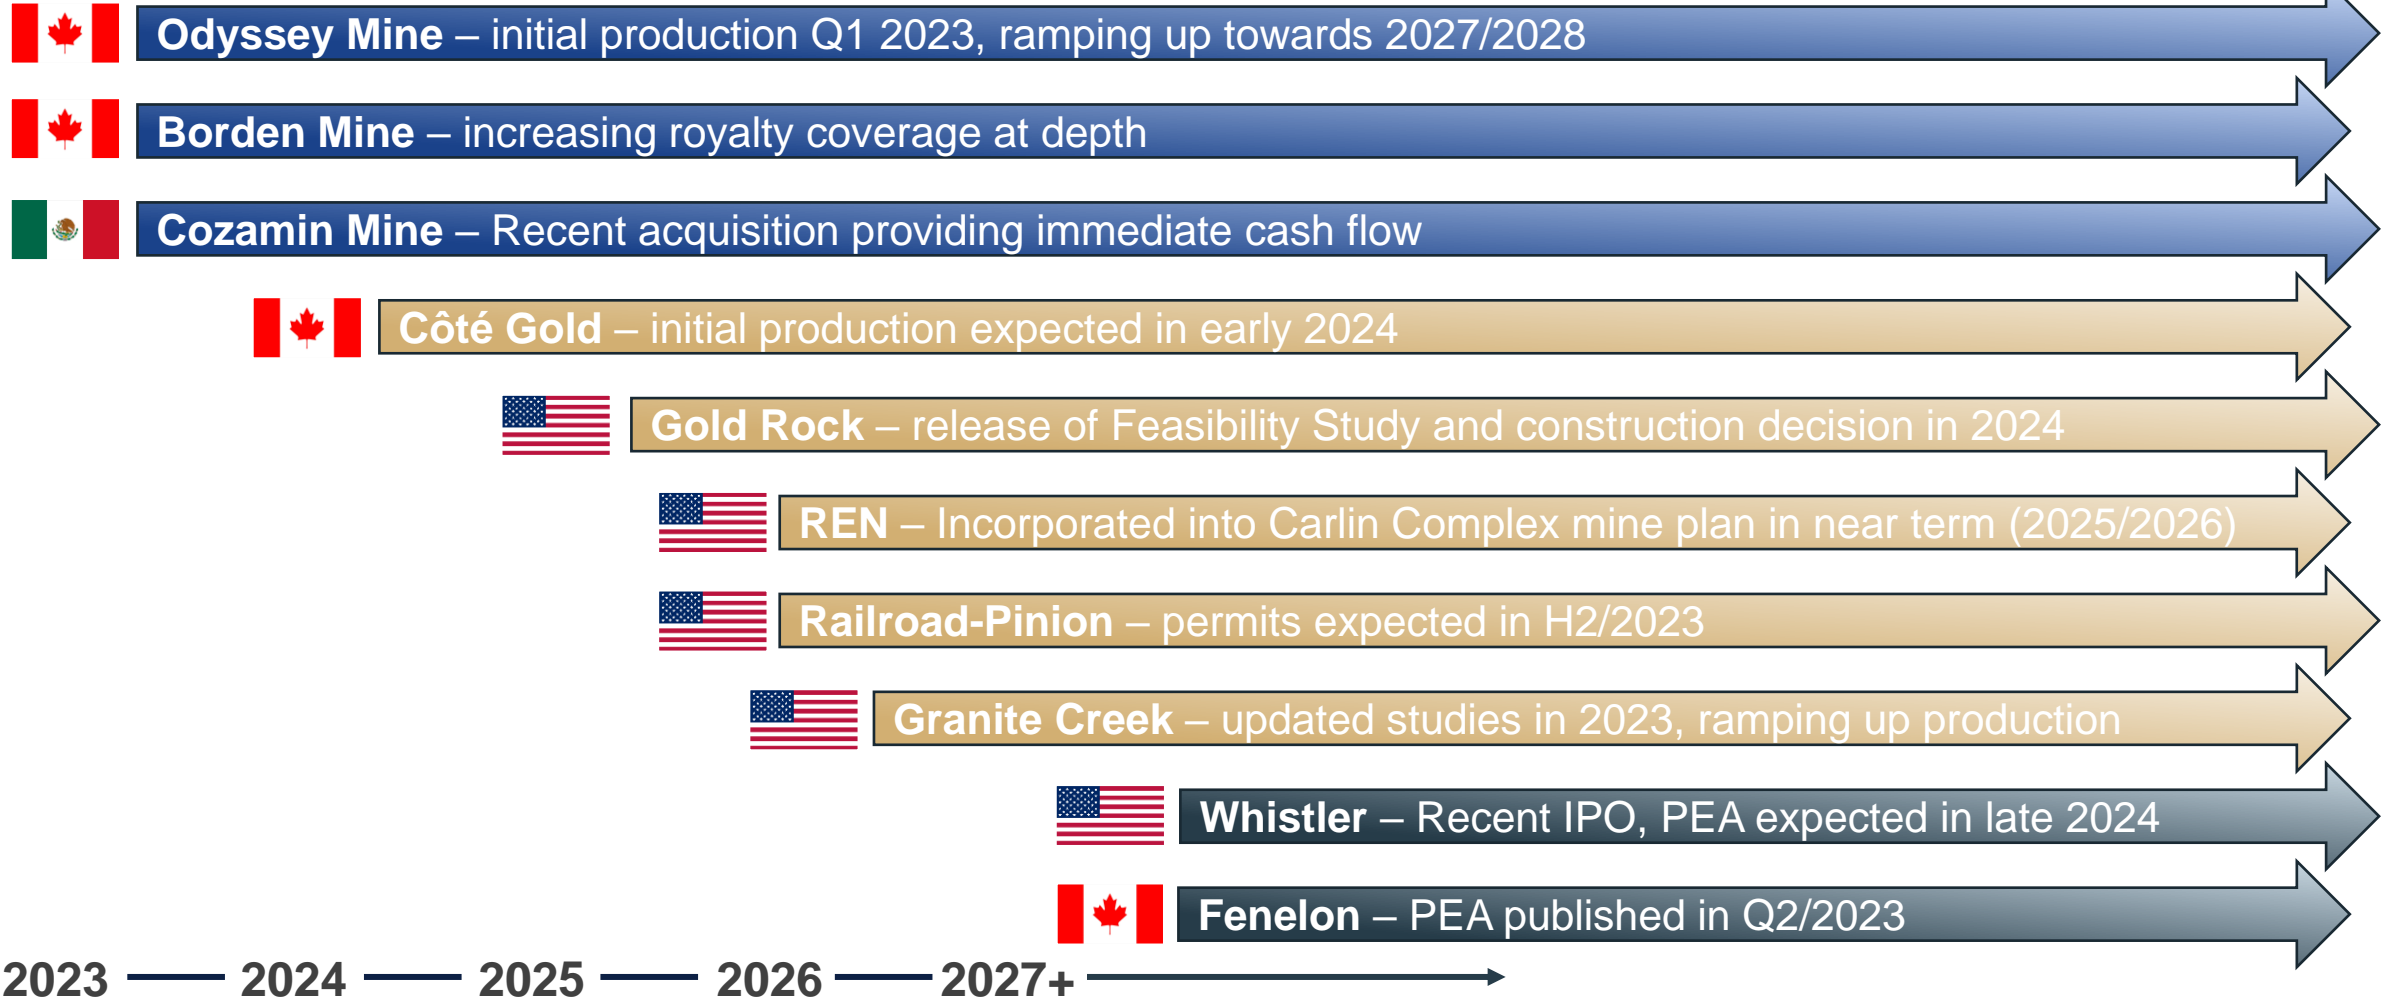 Odyssey Mine – initial production Q1 2023, ramping up towards 2027/2028
Borden Mine – increasing royalty coverage at depth
Cozamin Mine – Recent acquisition providing immediate cash flow
Côté Gold – initial production expected in early 2024
Gold Rock – release of Feasibility Study and construction decision in 2024
REN – Incorporated into Carlin Complex mine plan in near term (2025/2026)
Railroad-Pinion – permits expected in H2/2023
Granite Creek – updated studies in 2023, ramping up production
Whistler – Recent IPO, PEA expected in late 2024
Fenelon – PEA published in Q2/2023
2023 2024 2025 2026 2027+